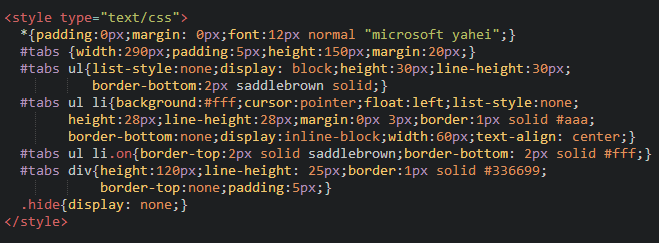 <style type="text/css">
*{padding:0px;margin: 0px;font:12px normal "microsoft yahei";}
#tabs {width:290px;padding:5px;height:150px;margin:20px;}
#tabs ul{list-style:none;display: block;height:30px;line-height:30px;
border-bottom:2px saddlebrown solid;}
#tabs ul li{background:#fff;cursor:pointer;float:left;list-style:none;
height:28px;line-height:28px;margin:0px 3px;border:1px solid #aaa;
border-bottom:none;display:inline-block;width:60px;text-align: center;}
#tabs ul li.on{border-top:2px solid saddlebrown;border-bottom: 2px solid #fff;}
#tabs div{height:120px;line-height: 25px;border:1px solid #336699;
border-top:none;padding:5px;}
.hide{display: none;}
</style>